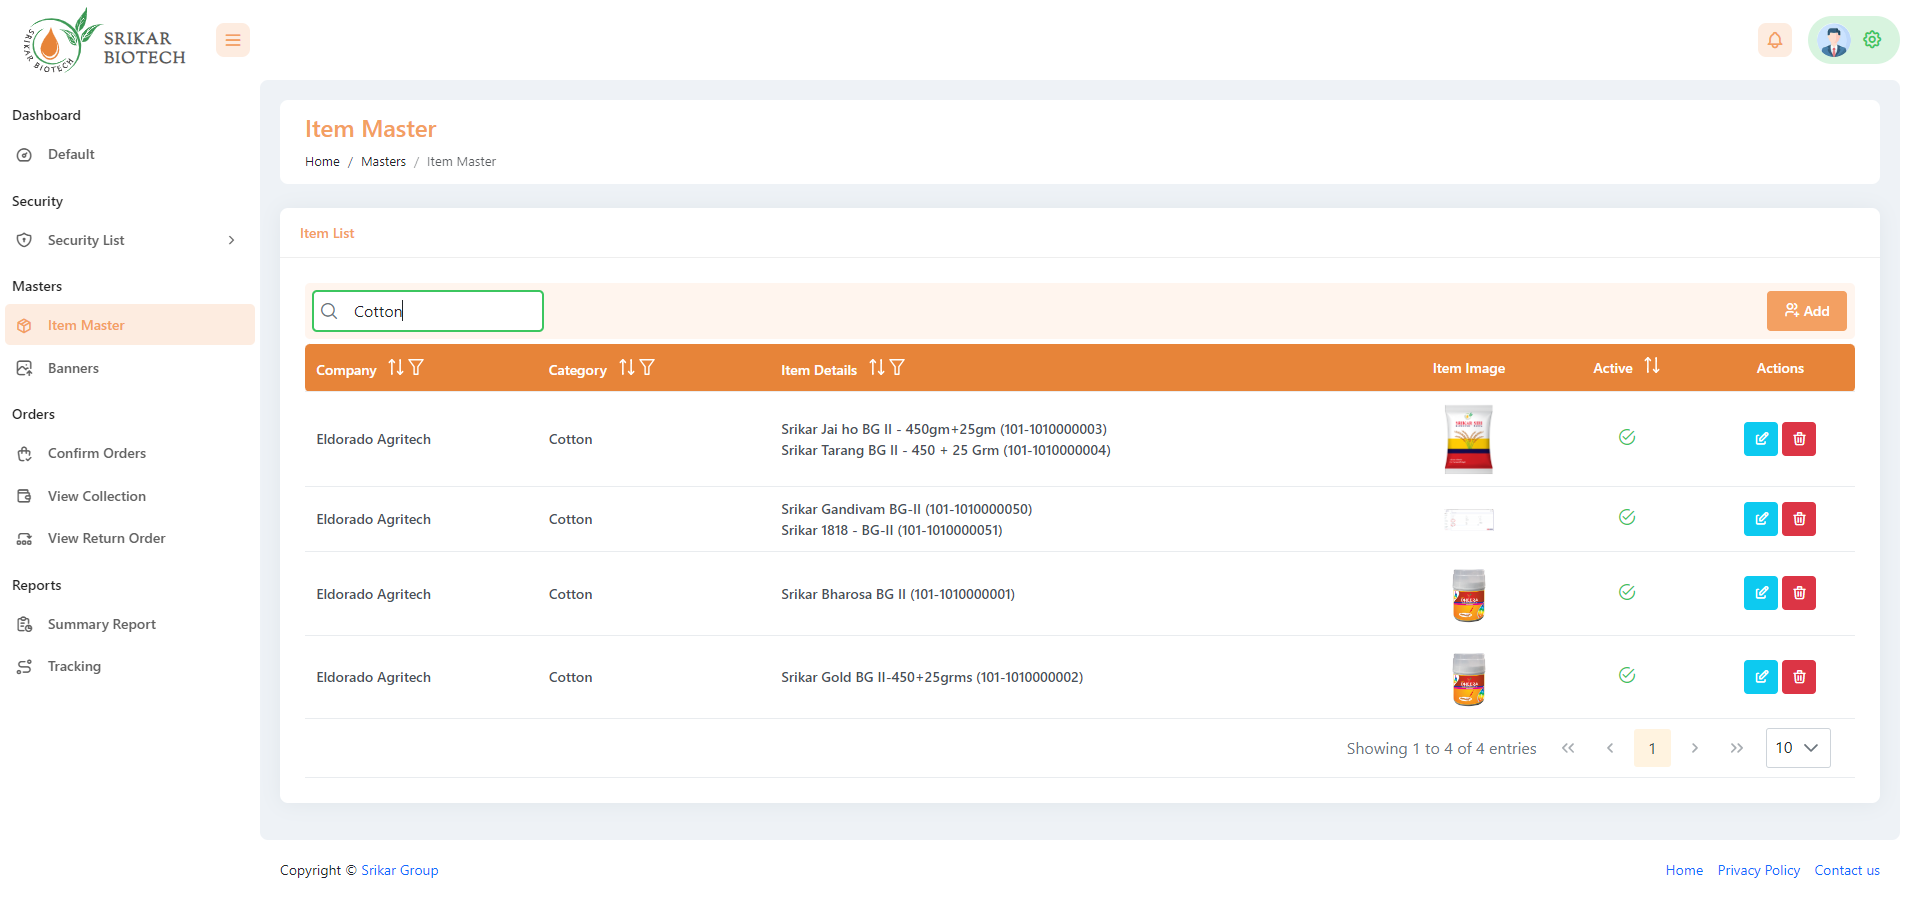 SRIKAR BIOTECH
SRIKAR
BIOTECH
Dashboard
Default
Security
Security List
Masters
Item Master
Banners
Orders
Confirm Orders
View Collection
View Return Order
Reports
Summary Report
Tracking
Item Master
Home / Masters / Item Master
Item List
Cotton
Add
Company Category Item Details Item Image Active Actions
Eldorado Agritech Cotton Srikar Jai ho BG II - 450gm+25gm (101-1010000003)
Srikar Tarang BG II - 450 + 25 Grm (101-1010000004)
Eldorado Agritech Cotton Srikar Gandivam BG-II (101-1010000050)
Srikar 1818 - BG-II (101-1010000051)
Eldorado Agritech Cotton Srikar Bharosa BG II (101-1010000001)
Eldorado Agritech Cotton Srikar Gold BG II-450+25grms (101-1010000002)
Showing 1 to 4 of 4 entries 1 10
Copyright © Srikar Group
Home Privacy Policy Contact us